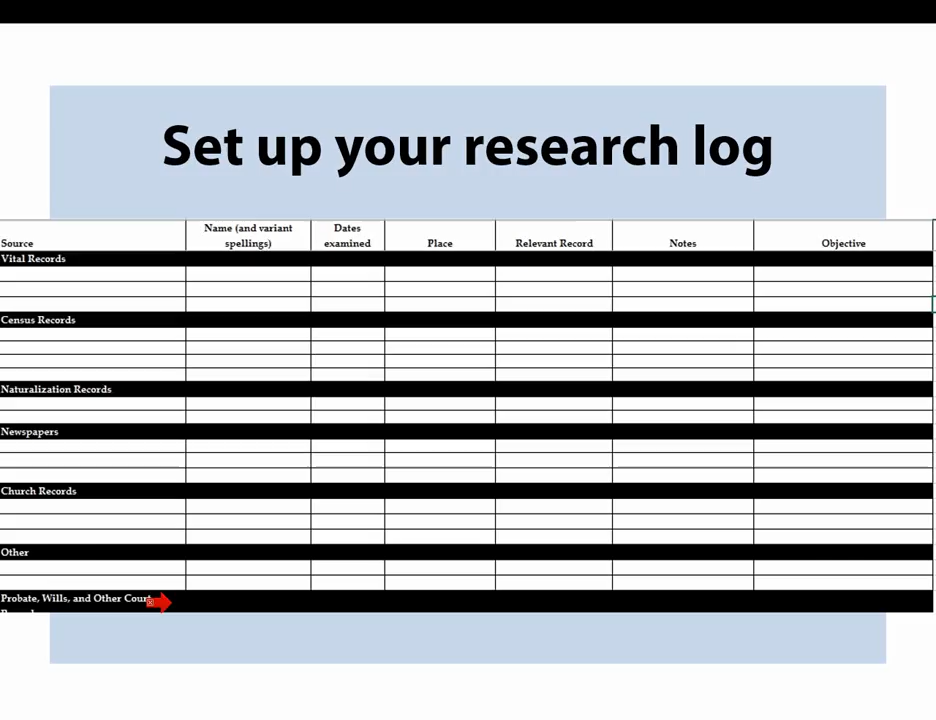 Set up your research log
Source
Name (and variant
spellings)
Dates
examined
Place
Relevant Record
Notes
Objective
Vital Records
Census Records
Naturalization Records
Newspapers
Church Records
Other
Probate, Wills, and Other Court